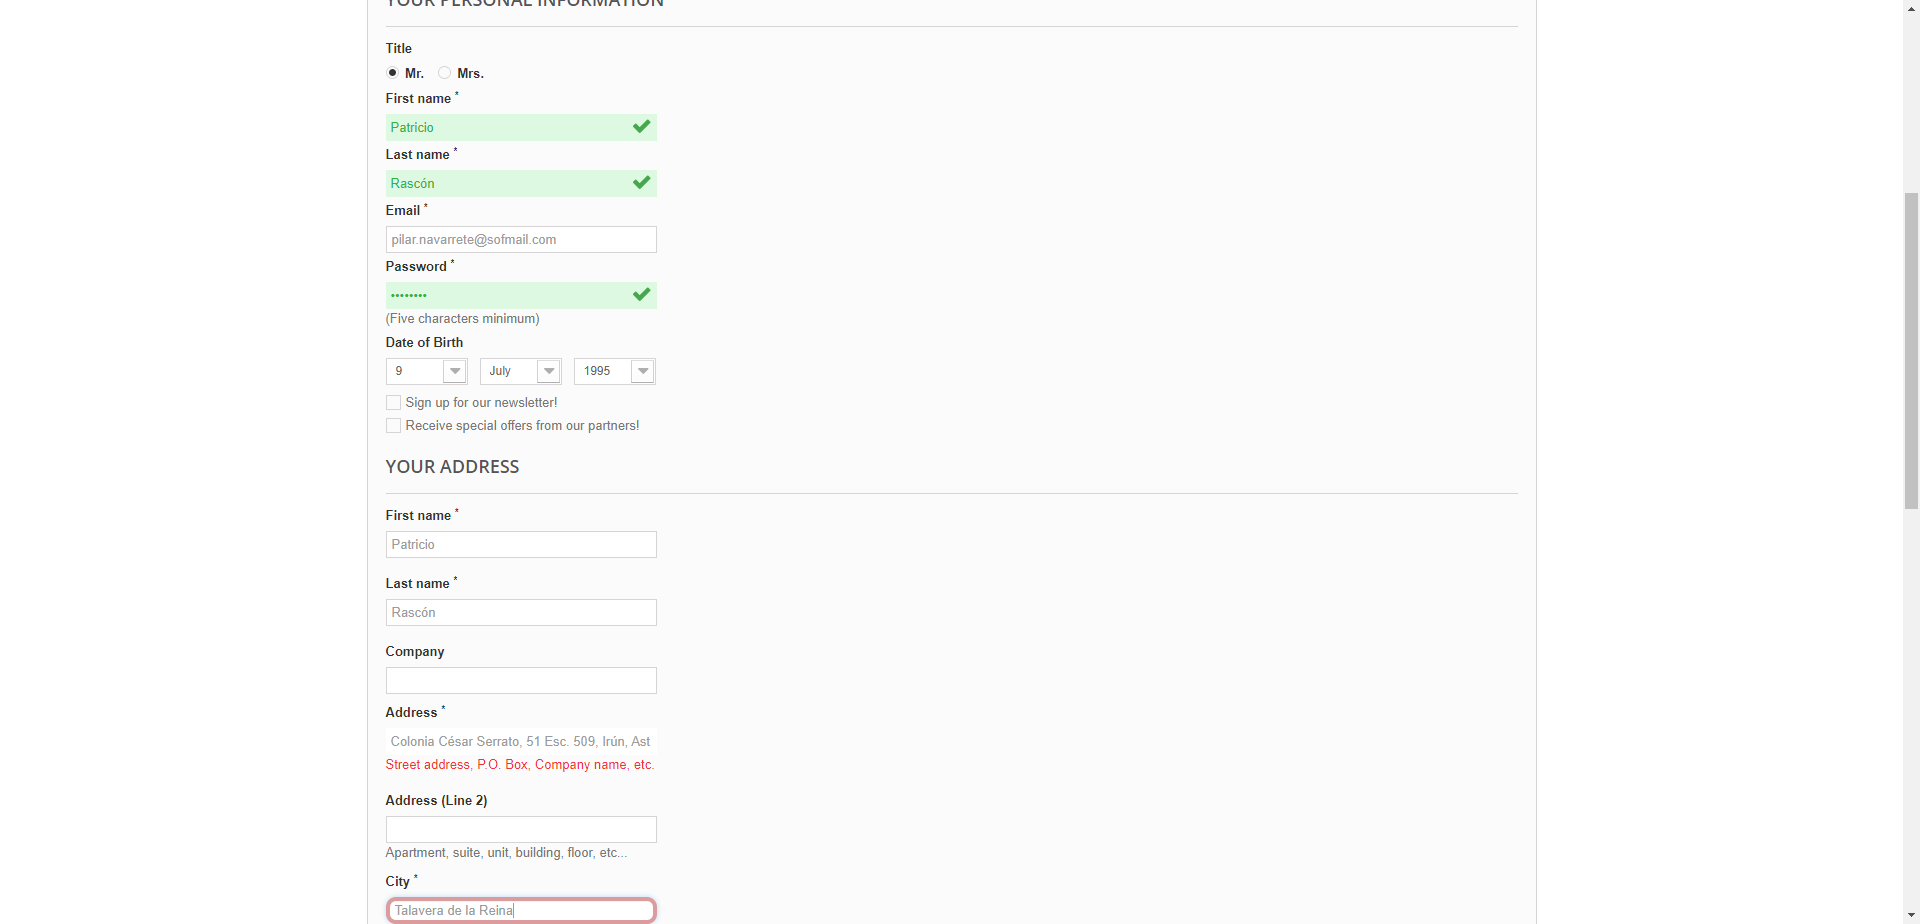 YOUR PERSONAL INFORMATION
Title
Mr. Mrs.
First name *
Patricio
Last name *
Rascón
Email *
pilar.navarrete@sofmail.com
Password *
••••••••
(Five characters minimum)
Date of Birth
9 July 1995
Sign up for our newsletter!
Receive special offers from our partners!
YOUR ADDRESS
First name *
Patricio
Last name *
Rascón
Company
Address *
Colonia César Serrato, 51 Esc. 509, Irún, Ast
Street address, P.O. Box, Company name, etc.
Address (Line 2)
Apartment, suite, unit, building, floor, etc...
City *
Talavera de la Reina